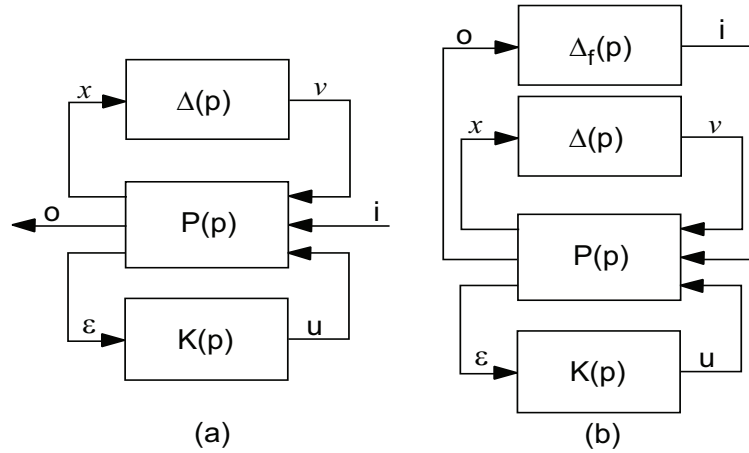 x
Δ(p)
v
o
P(p)
i
ε
K(p)
u
(a)
o
Δf(p)
i
x
Δ(p)
v
P(p)
ε
K(p)
u
(b)